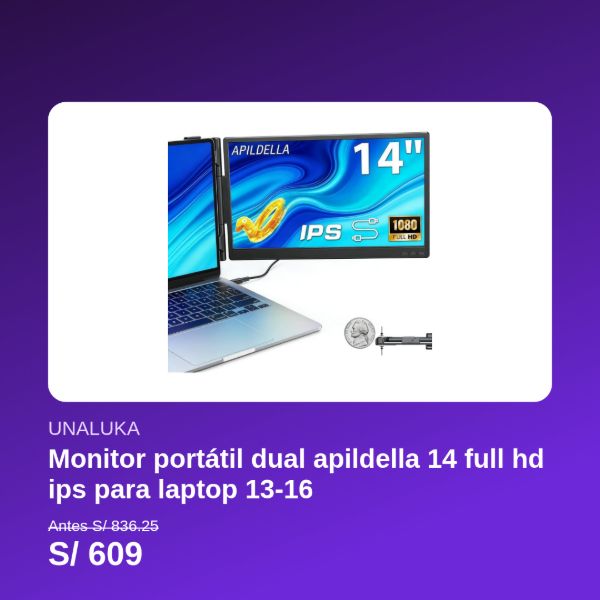 APILDELLA
14"
IPS
1080
FULL HD
UNALUKA
Monitor portátil dual apildella 14 full hd
ips para laptop 13-16
Antes S/ 836.25
S/ 609